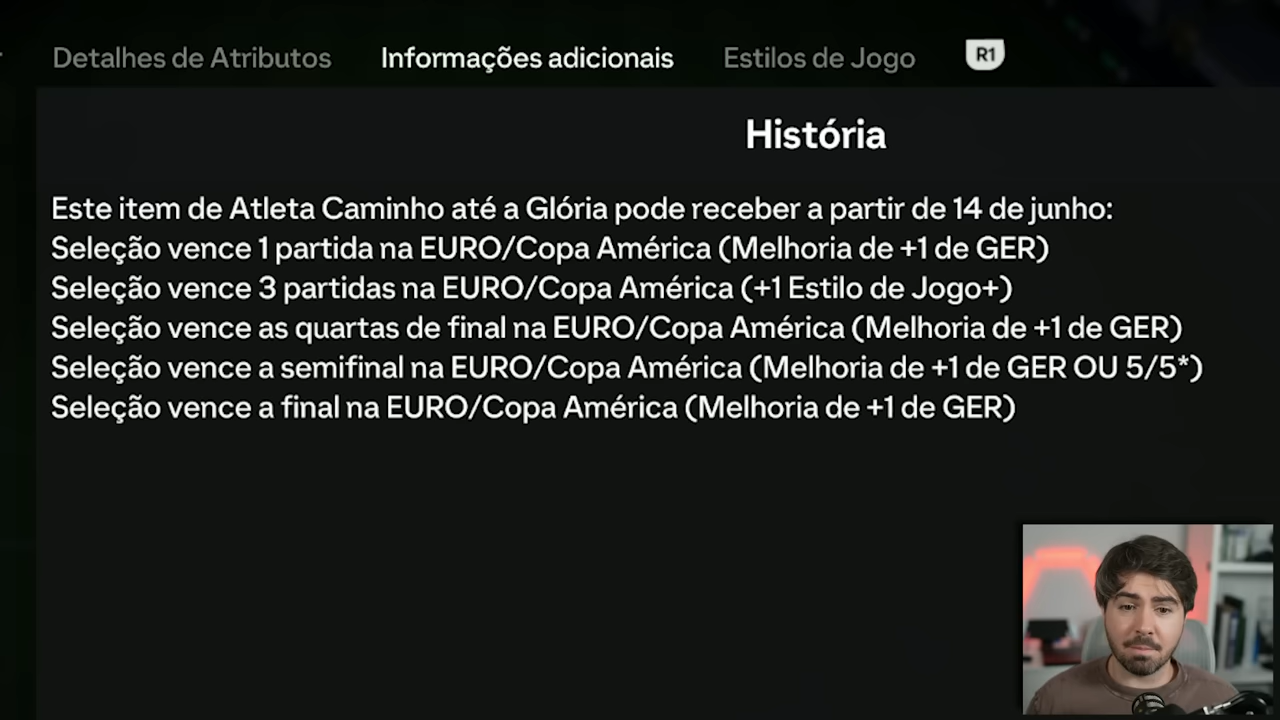 Detalhes de Atributos Informações adicionais Estilos de Jogo R1
História
Este item de Atleta Caminho até a Glória pode receber a partir de 14 de junho:
Seleção vence 1 partida na EURO/Copa América (Melhoria de +1 de GER)
Seleção vence 3 partidas na EURO/Copa América (+1 Estilo de Jogo+)
Seleção vence as quartas de final na EURO/Copa América (Melhoria de +1 de GER)
Seleção vence a semifinal na EURO/Copa América (Melhoria de +1 de GER OU 5/5*)
Seleção vence a final na EURO/Copa América (Melhoria de +1 de GER)